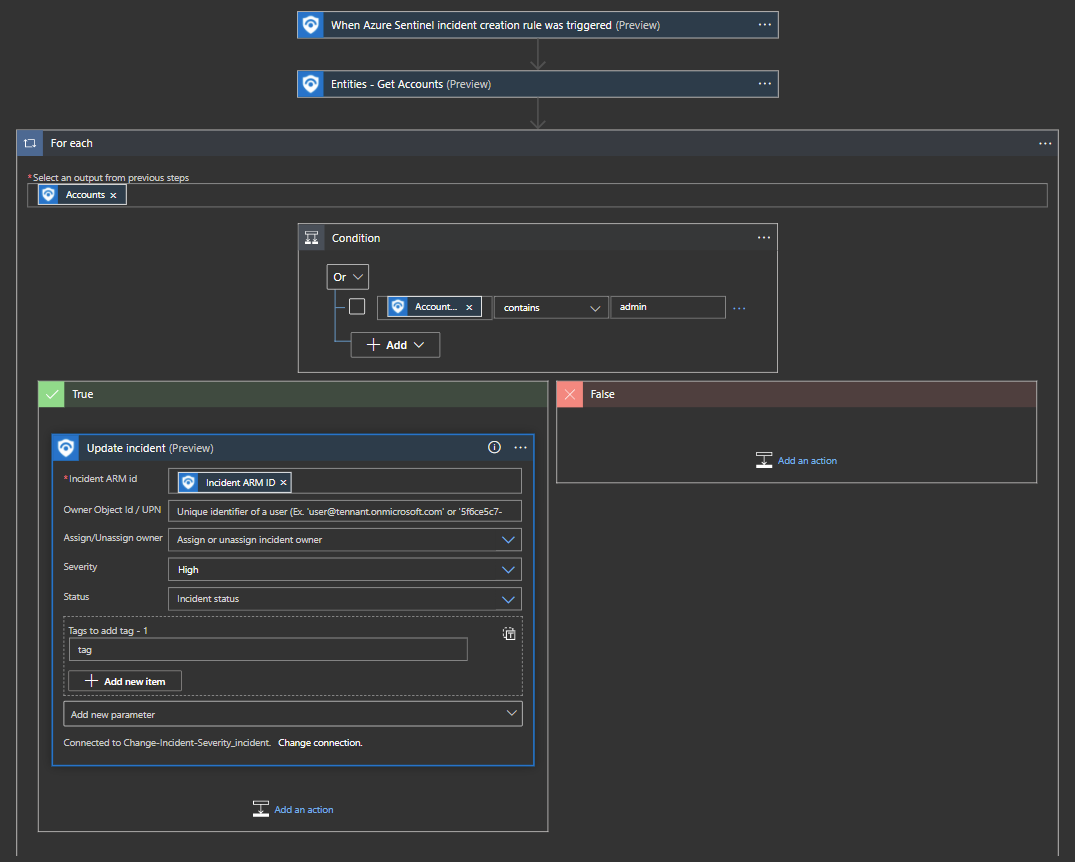 When Azure Sentinel incident creation rule was triggered (Preview)
Entities - Get Accounts (Preview)
For each
*Select an output from previous steps
Accounts
Condition
Or
Account... contains admin
Add
True
False
Update incident (Preview)
Add an action
*Incident ARM id Incident ARM ID
Owner Object Id / UPN Unique identifier of a user (Ex. 'user@tennant.onmicrosoft.com' or '5f6ce5c7-
Assign/Unassign owner Assign or unassign incident owner
Severity High
Status Incident status
Tags to add tag - 1
tag
Add new item
Add new parameter
Connected to Change-Incident-Severity_incident. Change connection.
Add an action